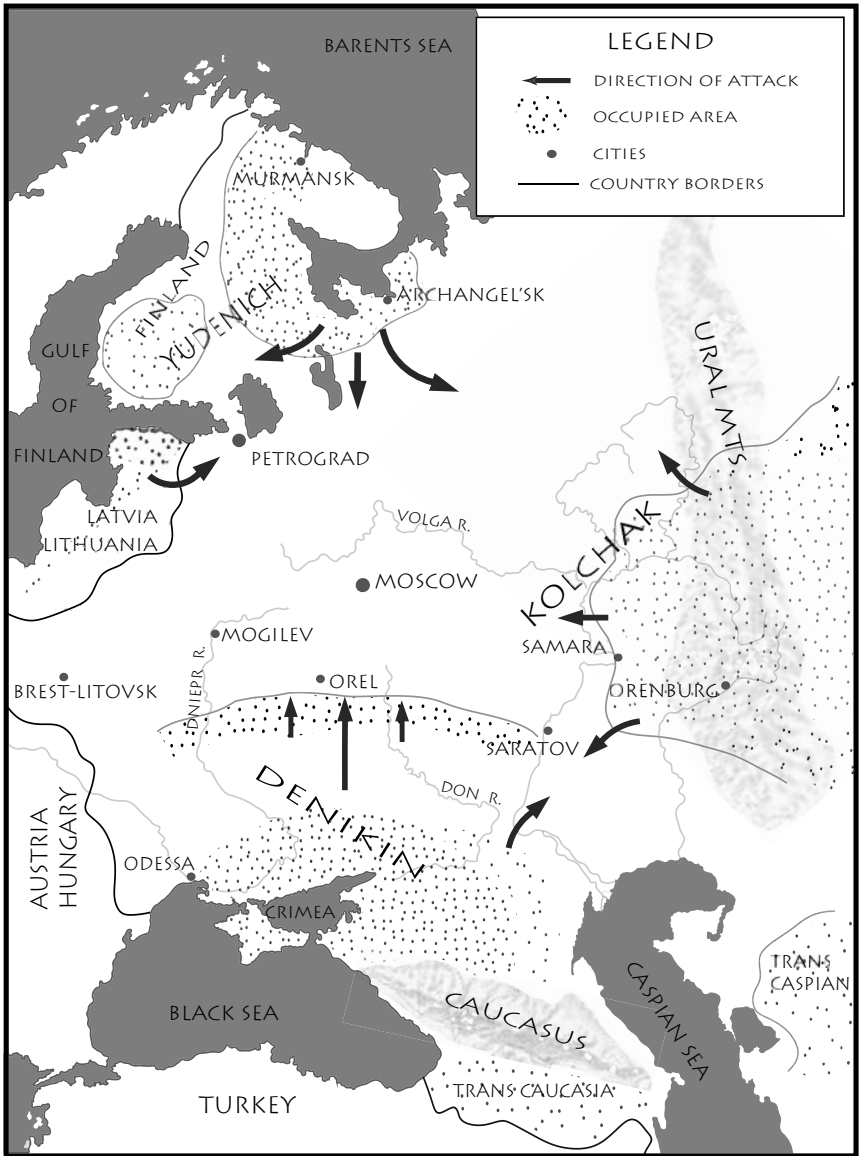 BARENTS SEA
LEGEND
DIRECTION OF ATTACK
OCCUPIED AREA
CITIES
COUNTRY BORDERS
MURMANSK
FINLAND
YUDENICH
ARCHANGEL'SK
GULF
OF
FINLAND
URAL MTS
PETROGRAD
LATVIA
LITHUANIA
VOLGA R.
KOLCHAK
MOSCOW
MOGILEV
SAMARA
DNIEPR R.
BREST-LITOVSK
OREL
ORENBURG
SARATOV
DENIKIN
DON R.
AUSTRIA
HUNGARY
ODESSA
CRIMEA
TRANS
CASPIAN
BLACK SEA
CAUCASUS
CASPIAN SEA
TRANS CAUCASIA
TURKEY